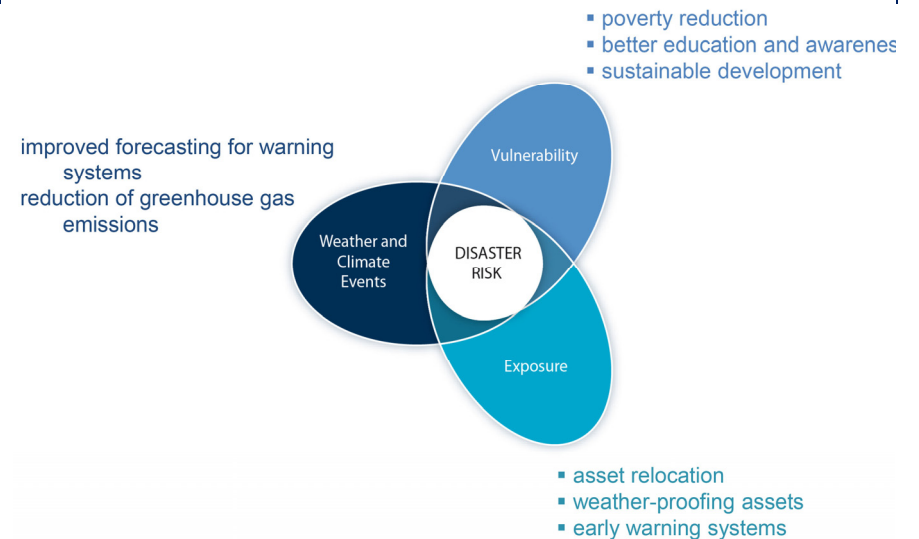 ▪ poverty reduction
▪ better education and awarenes
▪ sustainable development
improved forecasting for warning
systems
reduction of greenhouse gas
emissions
Vulnerability
Weather and
Climate
Events
DISASTER
RISK
Exposure
▪ asset relocation
▪ weather-proofing assets
▪ early warning systems